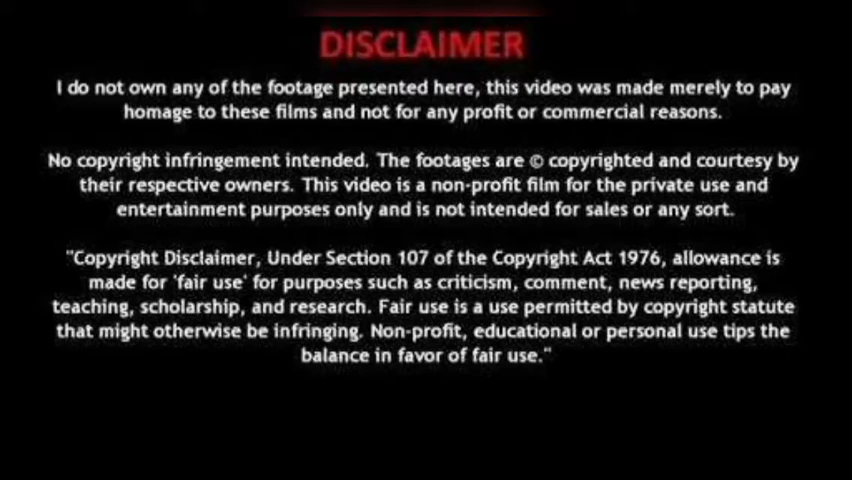 DISCLAIMER
I do not own any of the footage presented here, this video was made merely to pay
homage to these films and not for any profit or commercial reasons.
No copyright infringement intended. The footages are © copyrighted and courtesy by
their respective owners. This video is a non-profit film for the private use and
entertainment purposes only and is not intended for sales or any sort.
"Copyright Disclaimer, Under Section 107 of the Copyright Act 1976, allowance is
made for 'fair use' for purposes such as criticism, comment, news reporting,
teaching, scholarship, and research. Fair use is a use permitted by copyright statute
that might otherwise be infringing. Non-profit, educational or personal use tips the
balance in favor of fair use."